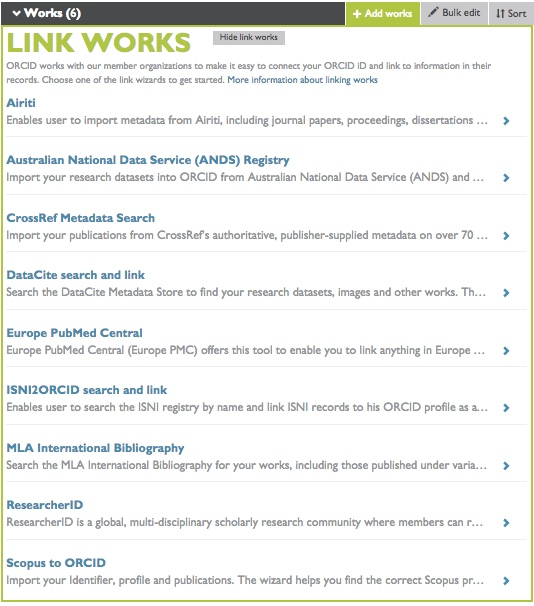 Works (6)
Add works
Bulk edit
Sort
LINK WORKS
Hide link works
ORCID works with our member organizations to make it easy to connect your ORCID iD and link to information in their
records. Choose one of the link wizards to get started. More information about linking works
Airiti
Enables user to import metadata from Airiti, including journal papers, proceedings, dissertations ...
Australian National Data Service (ANDS) Registry
Import your research datasets into ORCID from Australian National Data Service (ANDS) and ...
CrossRef Metadata Search
Import your publications from CrossRef's authoritative, publisher-supplied metadata on over 70 ...
DataCite search and link
Search the DataCite Metadata Store to find your research datasets, images and other works. Th...
Europe PubMed Central
Europe PubMed Central (Europe PMC) offers this tool to enable you to link anything in Europe ...
ISNI2ORCID search and link
Enables user to search the ISNI registry by name and link ISNI records to his ORCID profile as a...
MLA International Bibliography
Search the MLA International Bibliography for your works, including those published under varia...
ResearcherID
ResearcherID is a global, multi-disciplinary scholarly research community where members can r...
Scopus to ORCID
Import your Identifier, profile and publications. The wizard helps you find the correct Scopus pr...